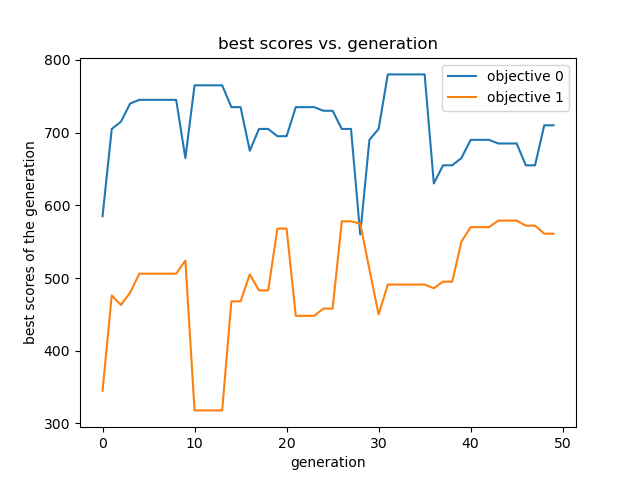 best scores vs. generation
objective 0
objective 1
best scores of the generation
800
700
600
500
400
300
0 10 20 30 40 50
generation